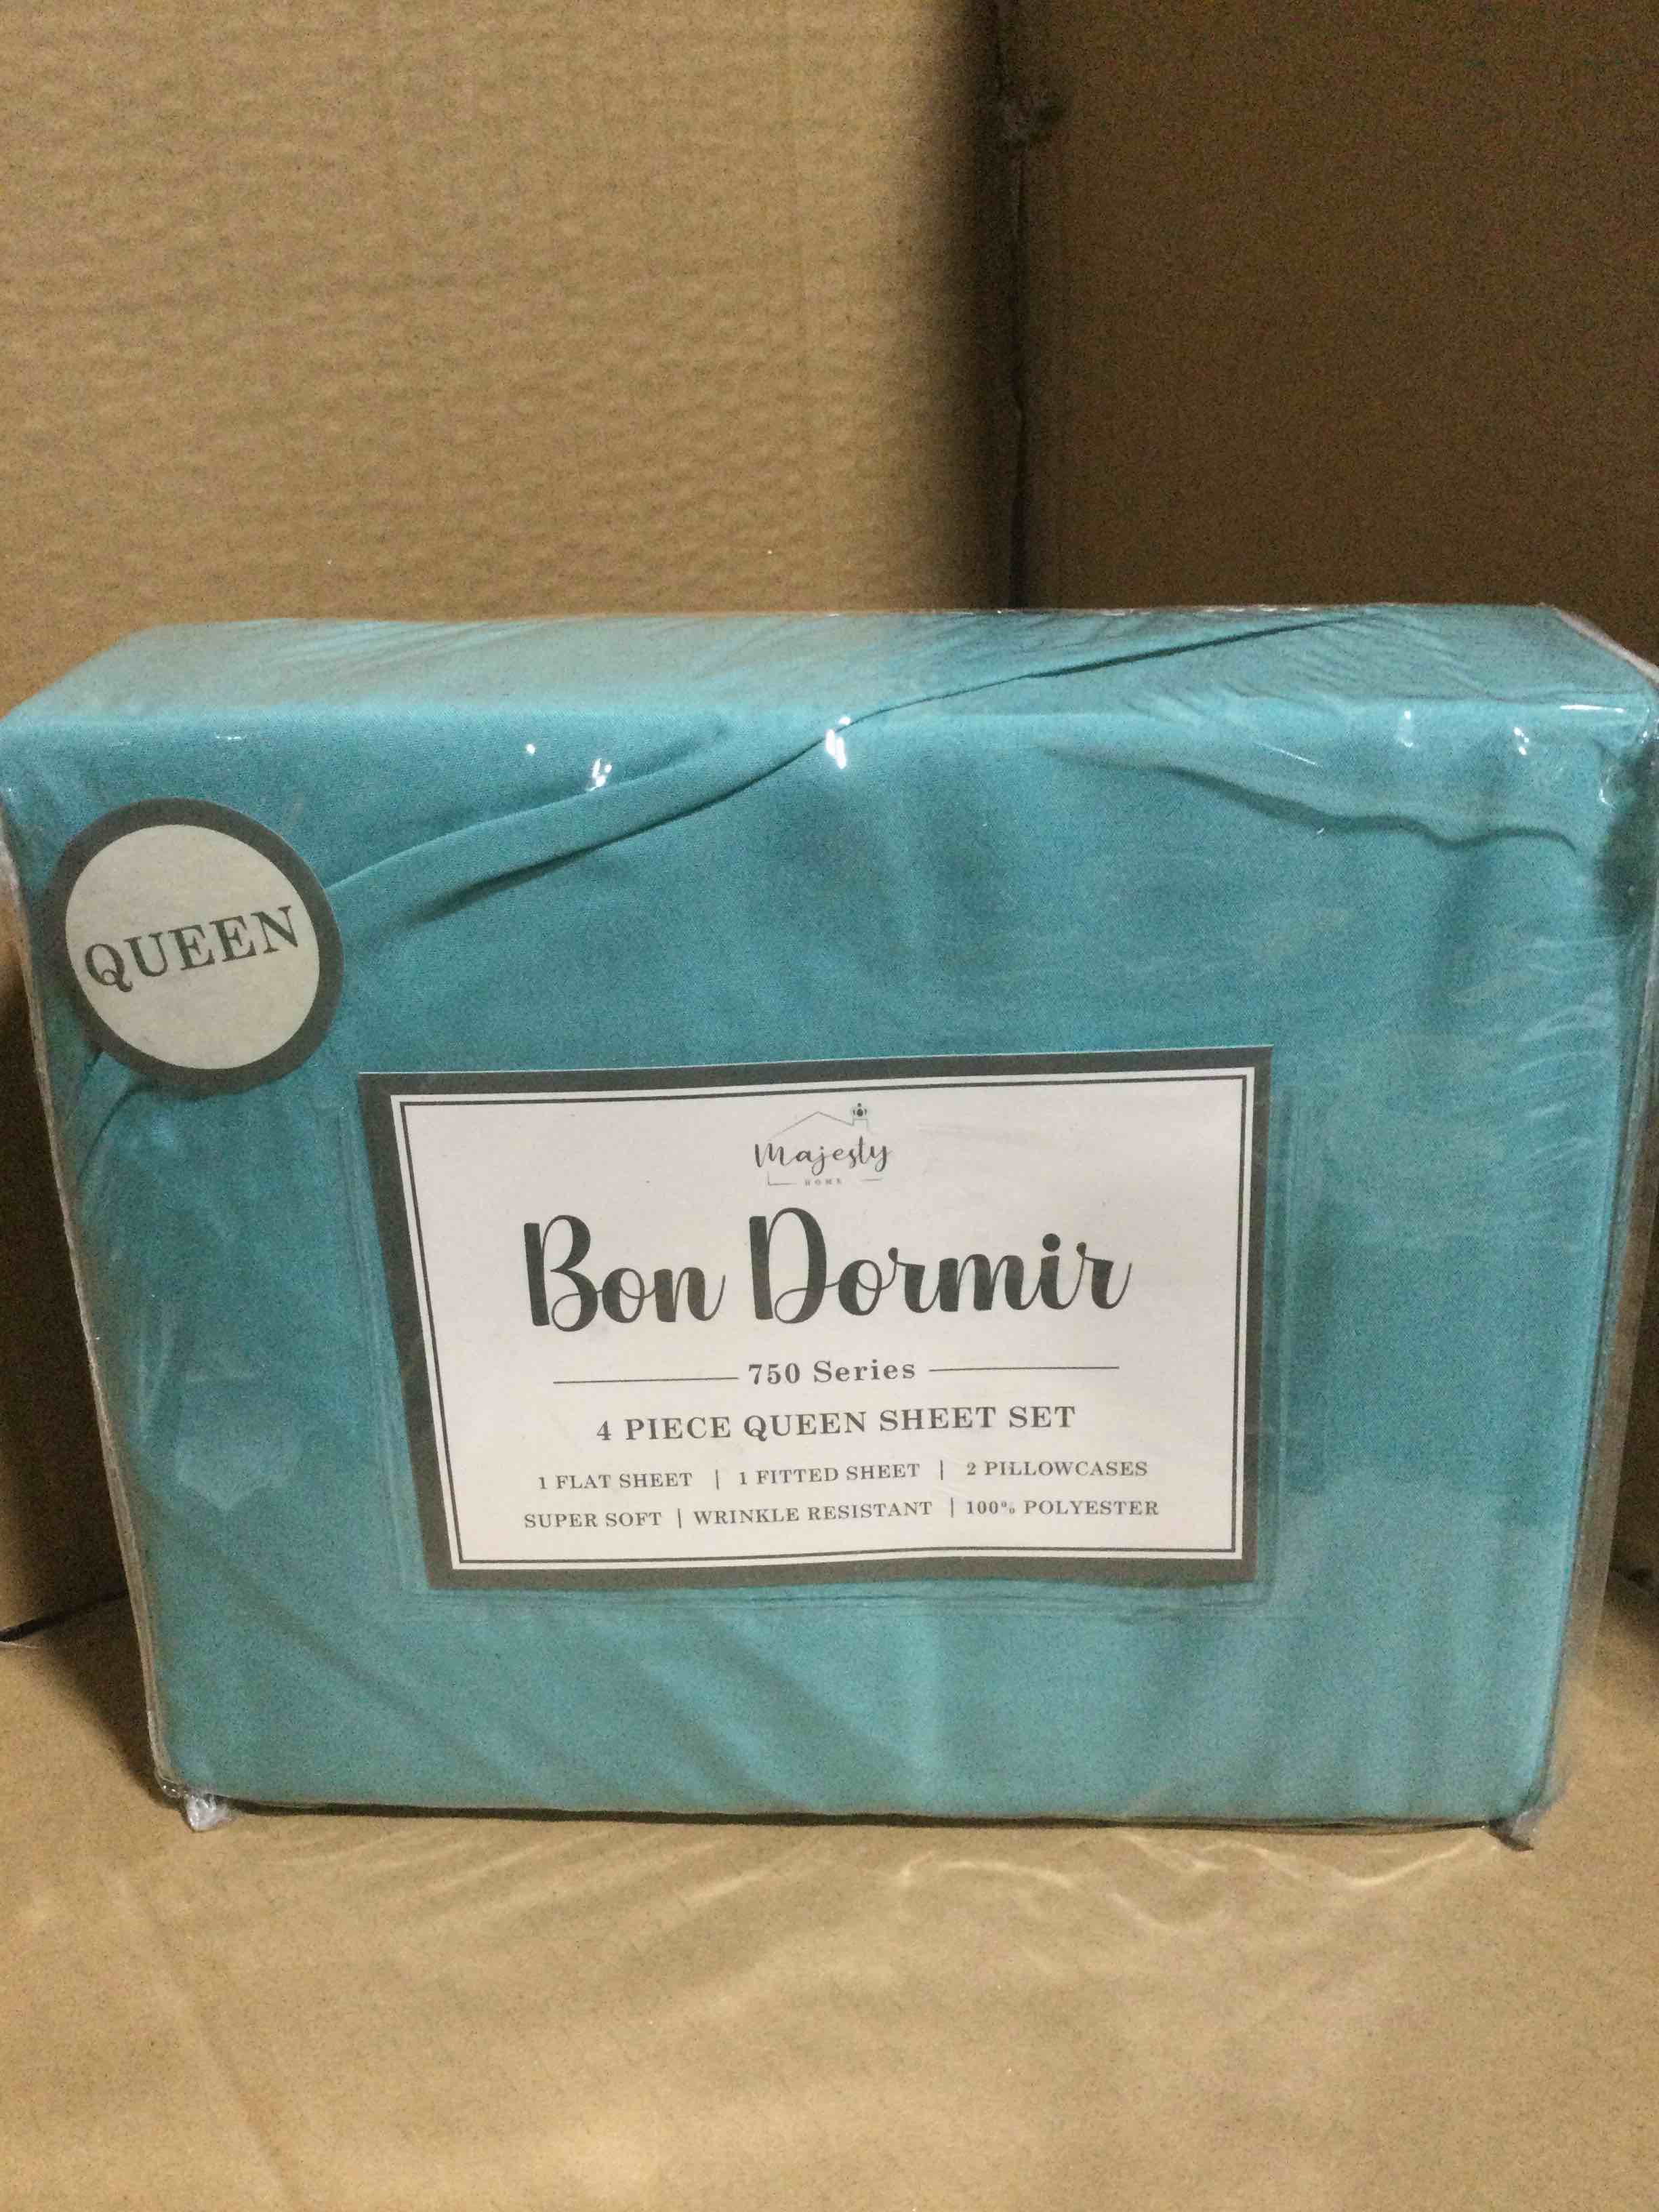 QUEEN
Majesty
HOME
Bon Dormir
750 Series
4 PIECE QUEEN SHEET SET
1 FLAT SHEET | 1 FITTED SHEET | 2 PILLOWCASES
SUPER SOFT | WRINKLE RESISTANT | 100% POLYESTER